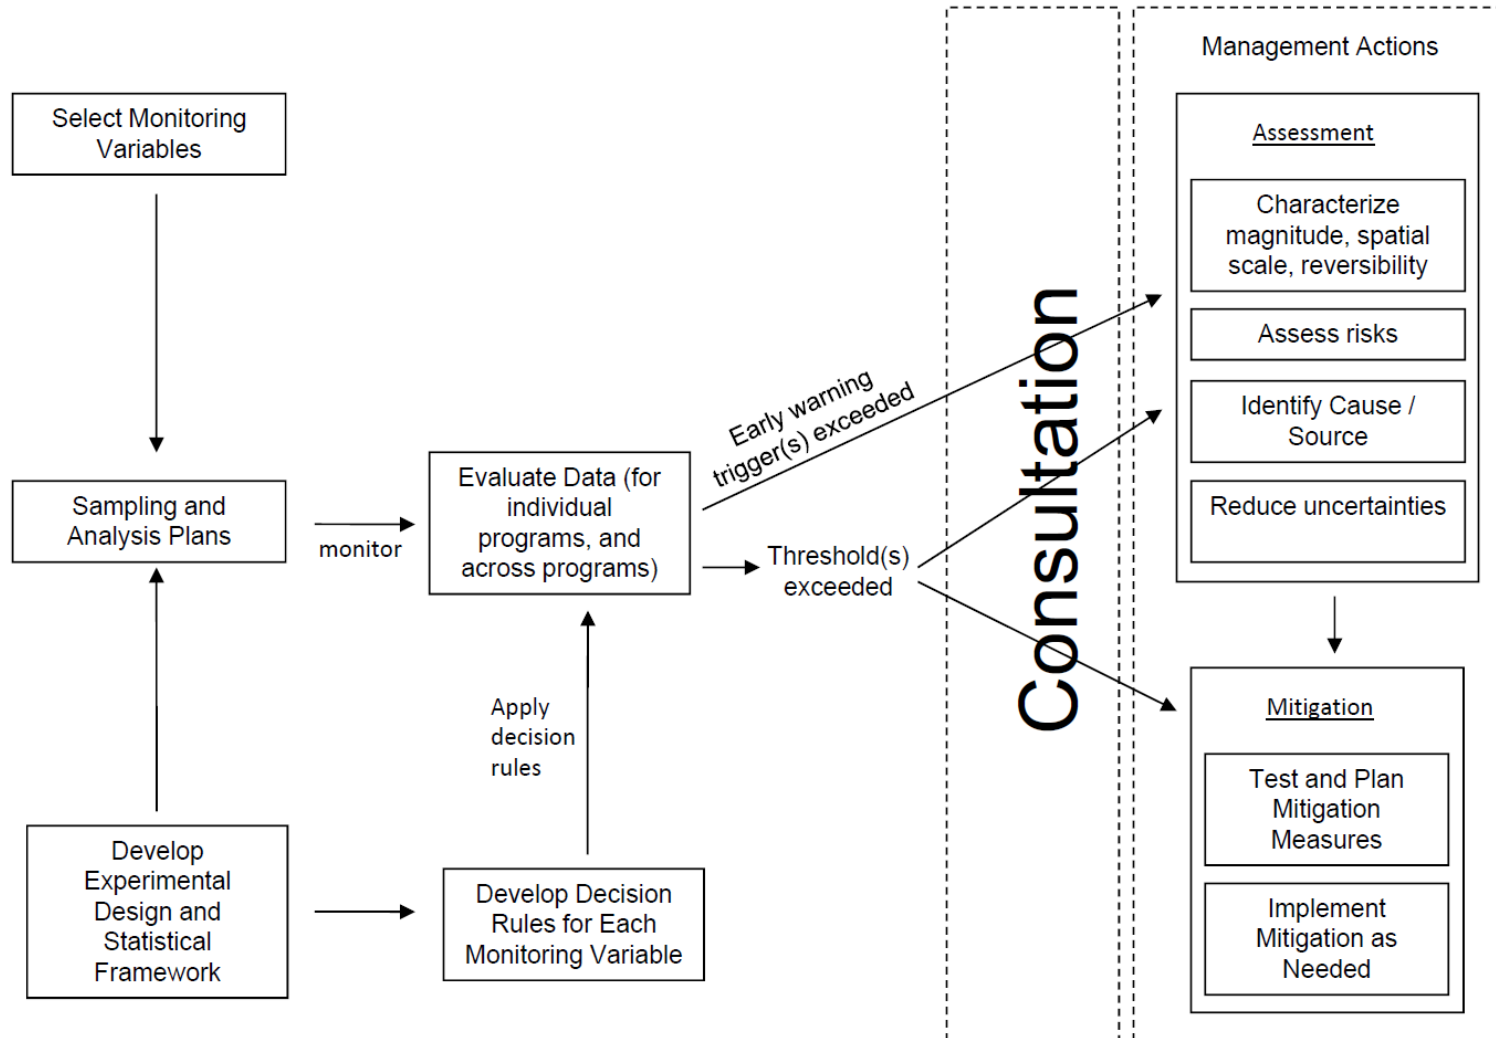 Select Monitoring
Variables
Sampling and
Analysis Plans
monitor
Develop
Experimental
Design and
Statistical
Framework
Evaluate Data (for
individual
programs, and
across programs)
Apply
decision
rules
Develop Decision
Rules for Each
Monitoring Variable
Early warning
trigger(s) exceeded
Threshold(s)
exceeded
Consultation
Management Actions
Assessment
Characterize
magnitude, spatial
scale, reversibility
Assess risks
Identify Cause /
Source
Reduce uncertainties
Mitigation
Test and Plan
Mitigation
Measures
Implement
Mitigation as
Needed